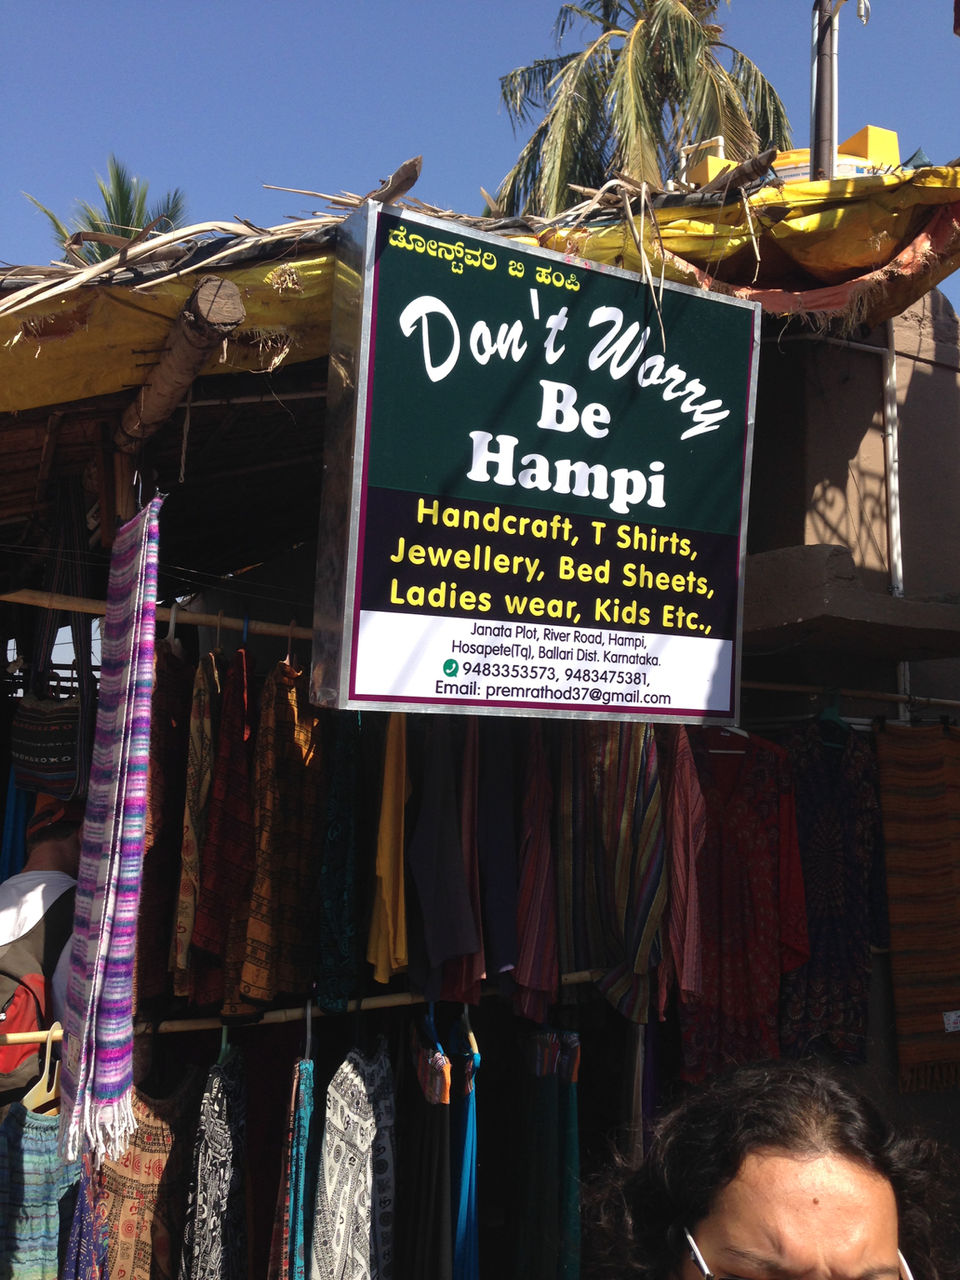 ಡೋನ್ಟ್‌ವರಿ ಬಿ ಹಂಪಿ
Don't Worry
Be
Hampi
Handcraft, T Shirts,
Jewellery, Bed Sheets,
Ladies wear, Kids Etc.,
Janata Plot, River Road, Hampi,
Hosapete(Tq), Ballari Dist. Karnataka.
9483353573, 9483475381,
Email: premrathod37@gmail.com